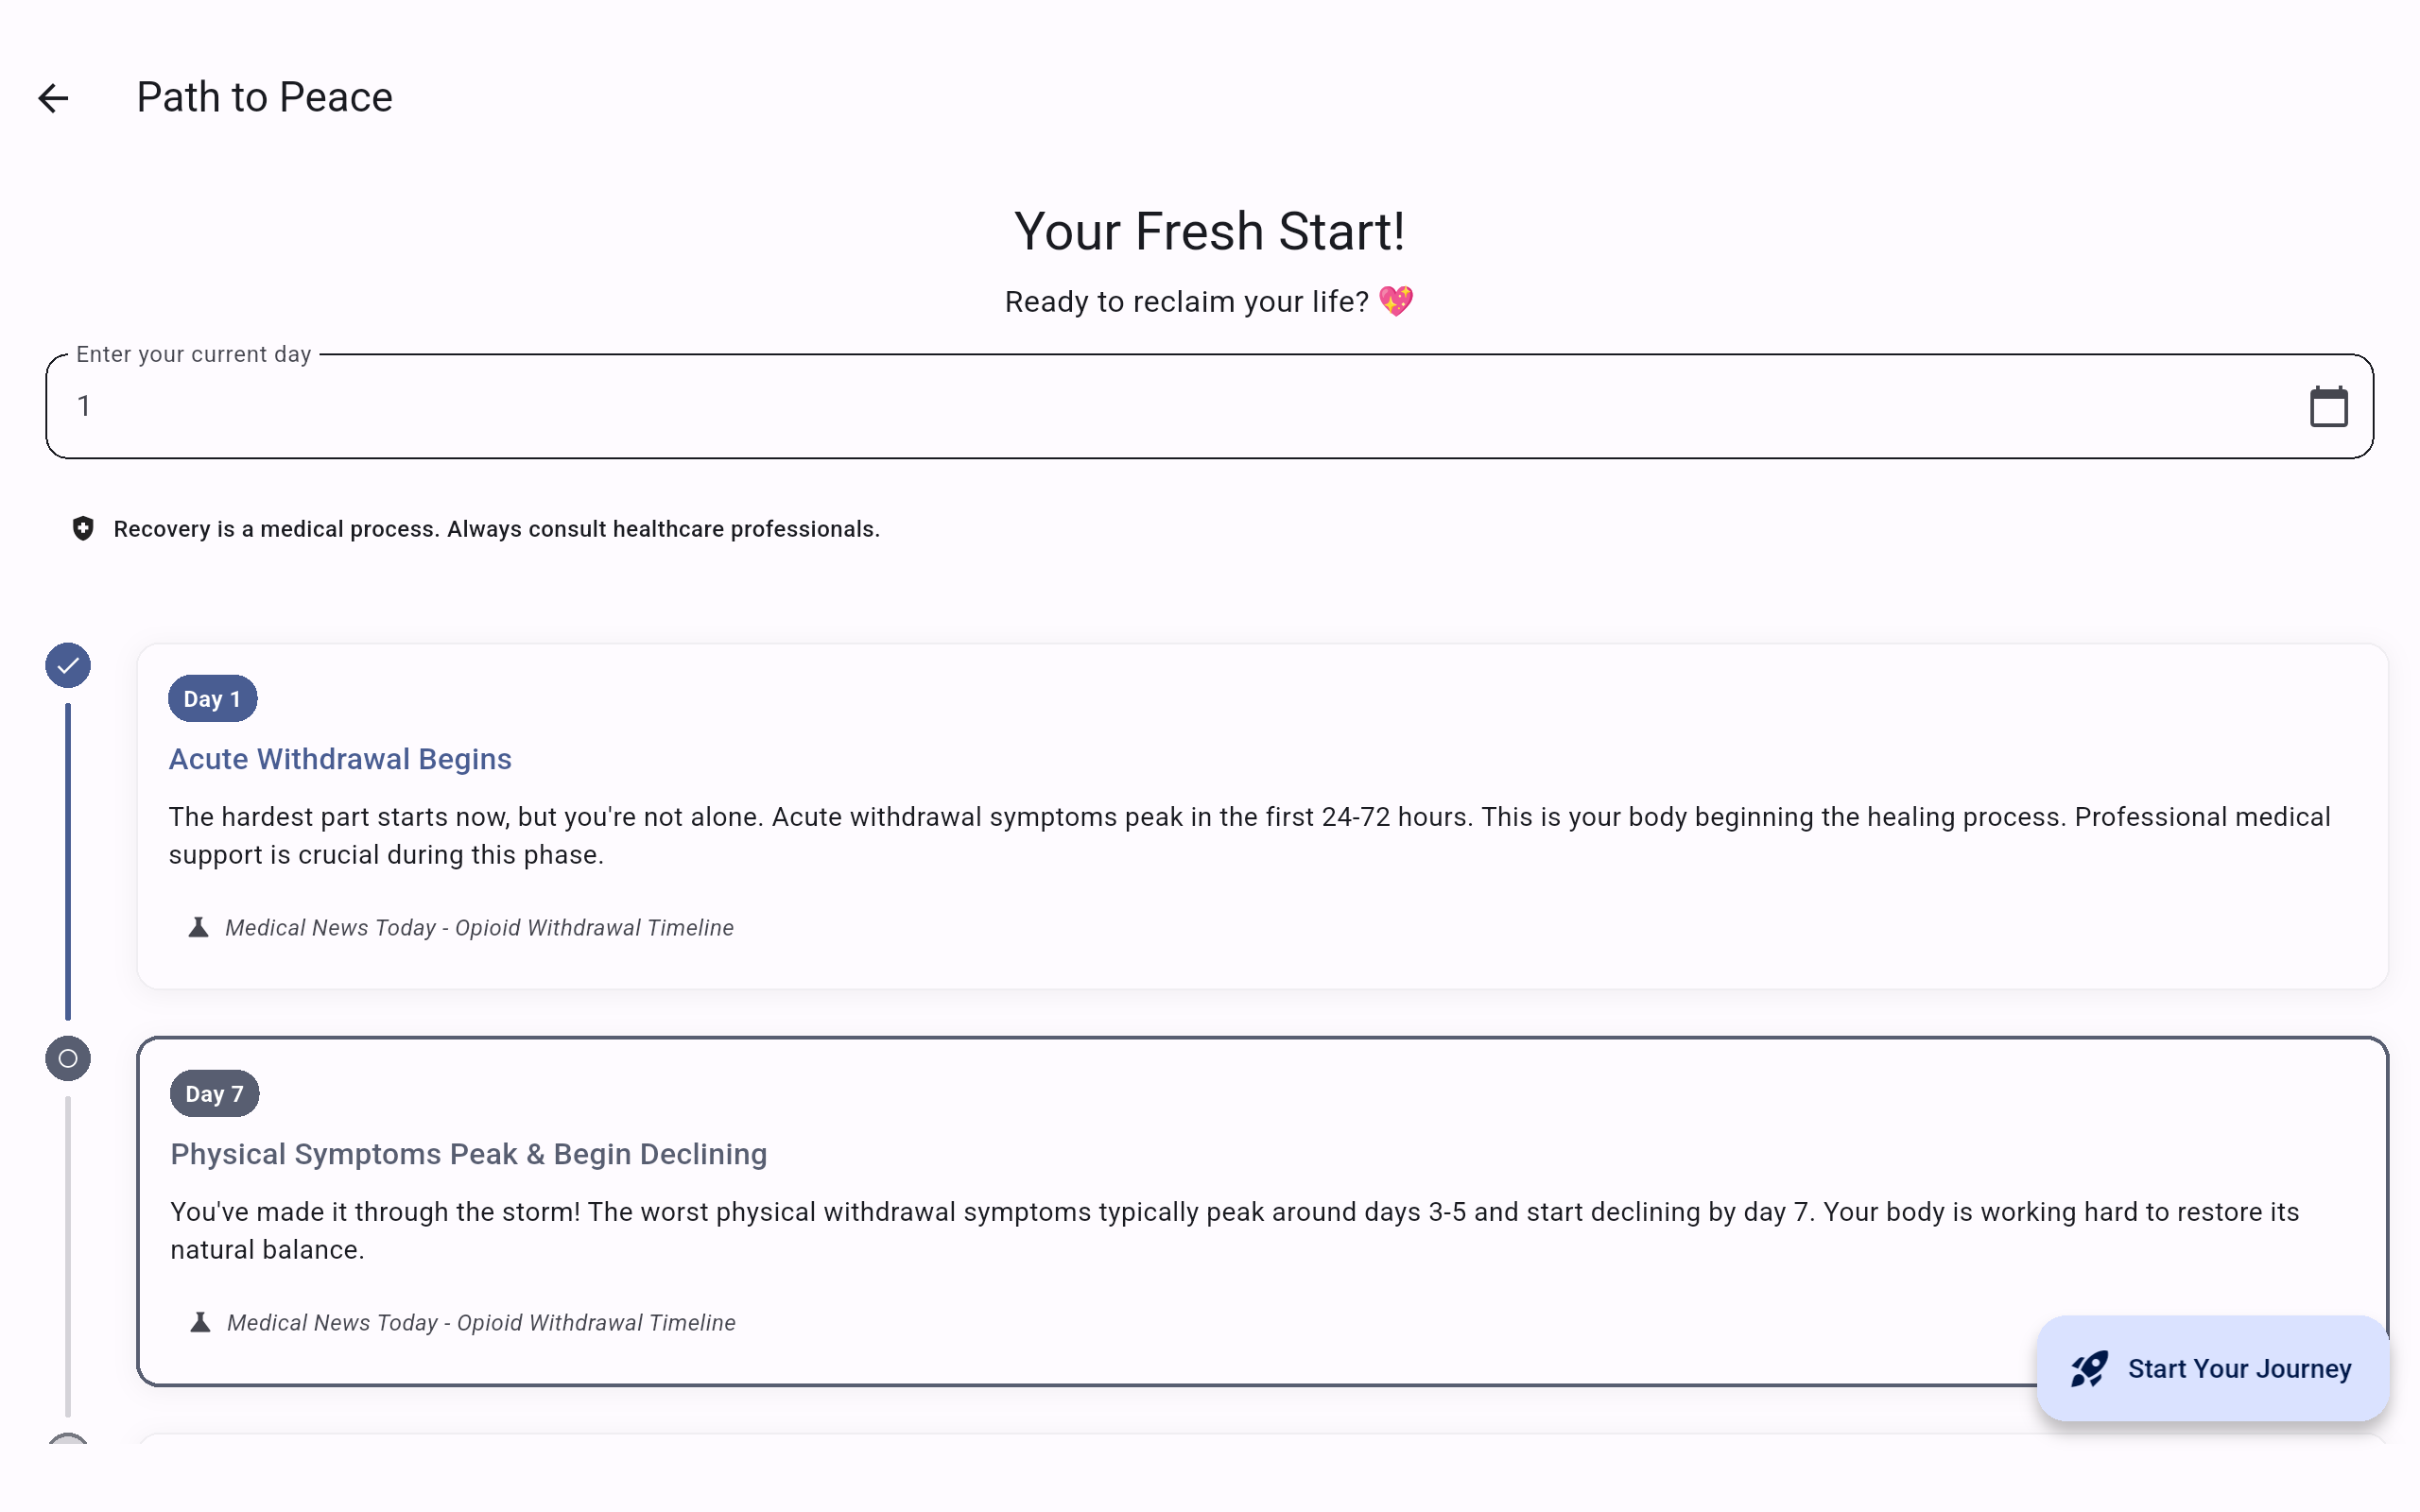 Path to Peace
Your Fresh Start!
Ready to reclaim your life? 💖
Enter your current day
1
Recovery is a medical process. Always consult healthcare professionals.
Day 1
Acute Withdrawal Begins
The hardest part starts now, but you're not alone. Acute withdrawal symptoms peak in the first 24-72 hours. This is your body beginning the healing process. Professional medical
support is crucial during this phase.
Medical News Today - Opioid Withdrawal Timeline
Day 7
Physical Symptoms Peak & Begin Declining
You've made it through the storm! The worst physical withdrawal symptoms typically peak around days 3-5 and start declining by day 7. Your body is working hard to restore its
natural balance.
Medical News Today - Opioid Withdrawal Timeline
Start Your Journey